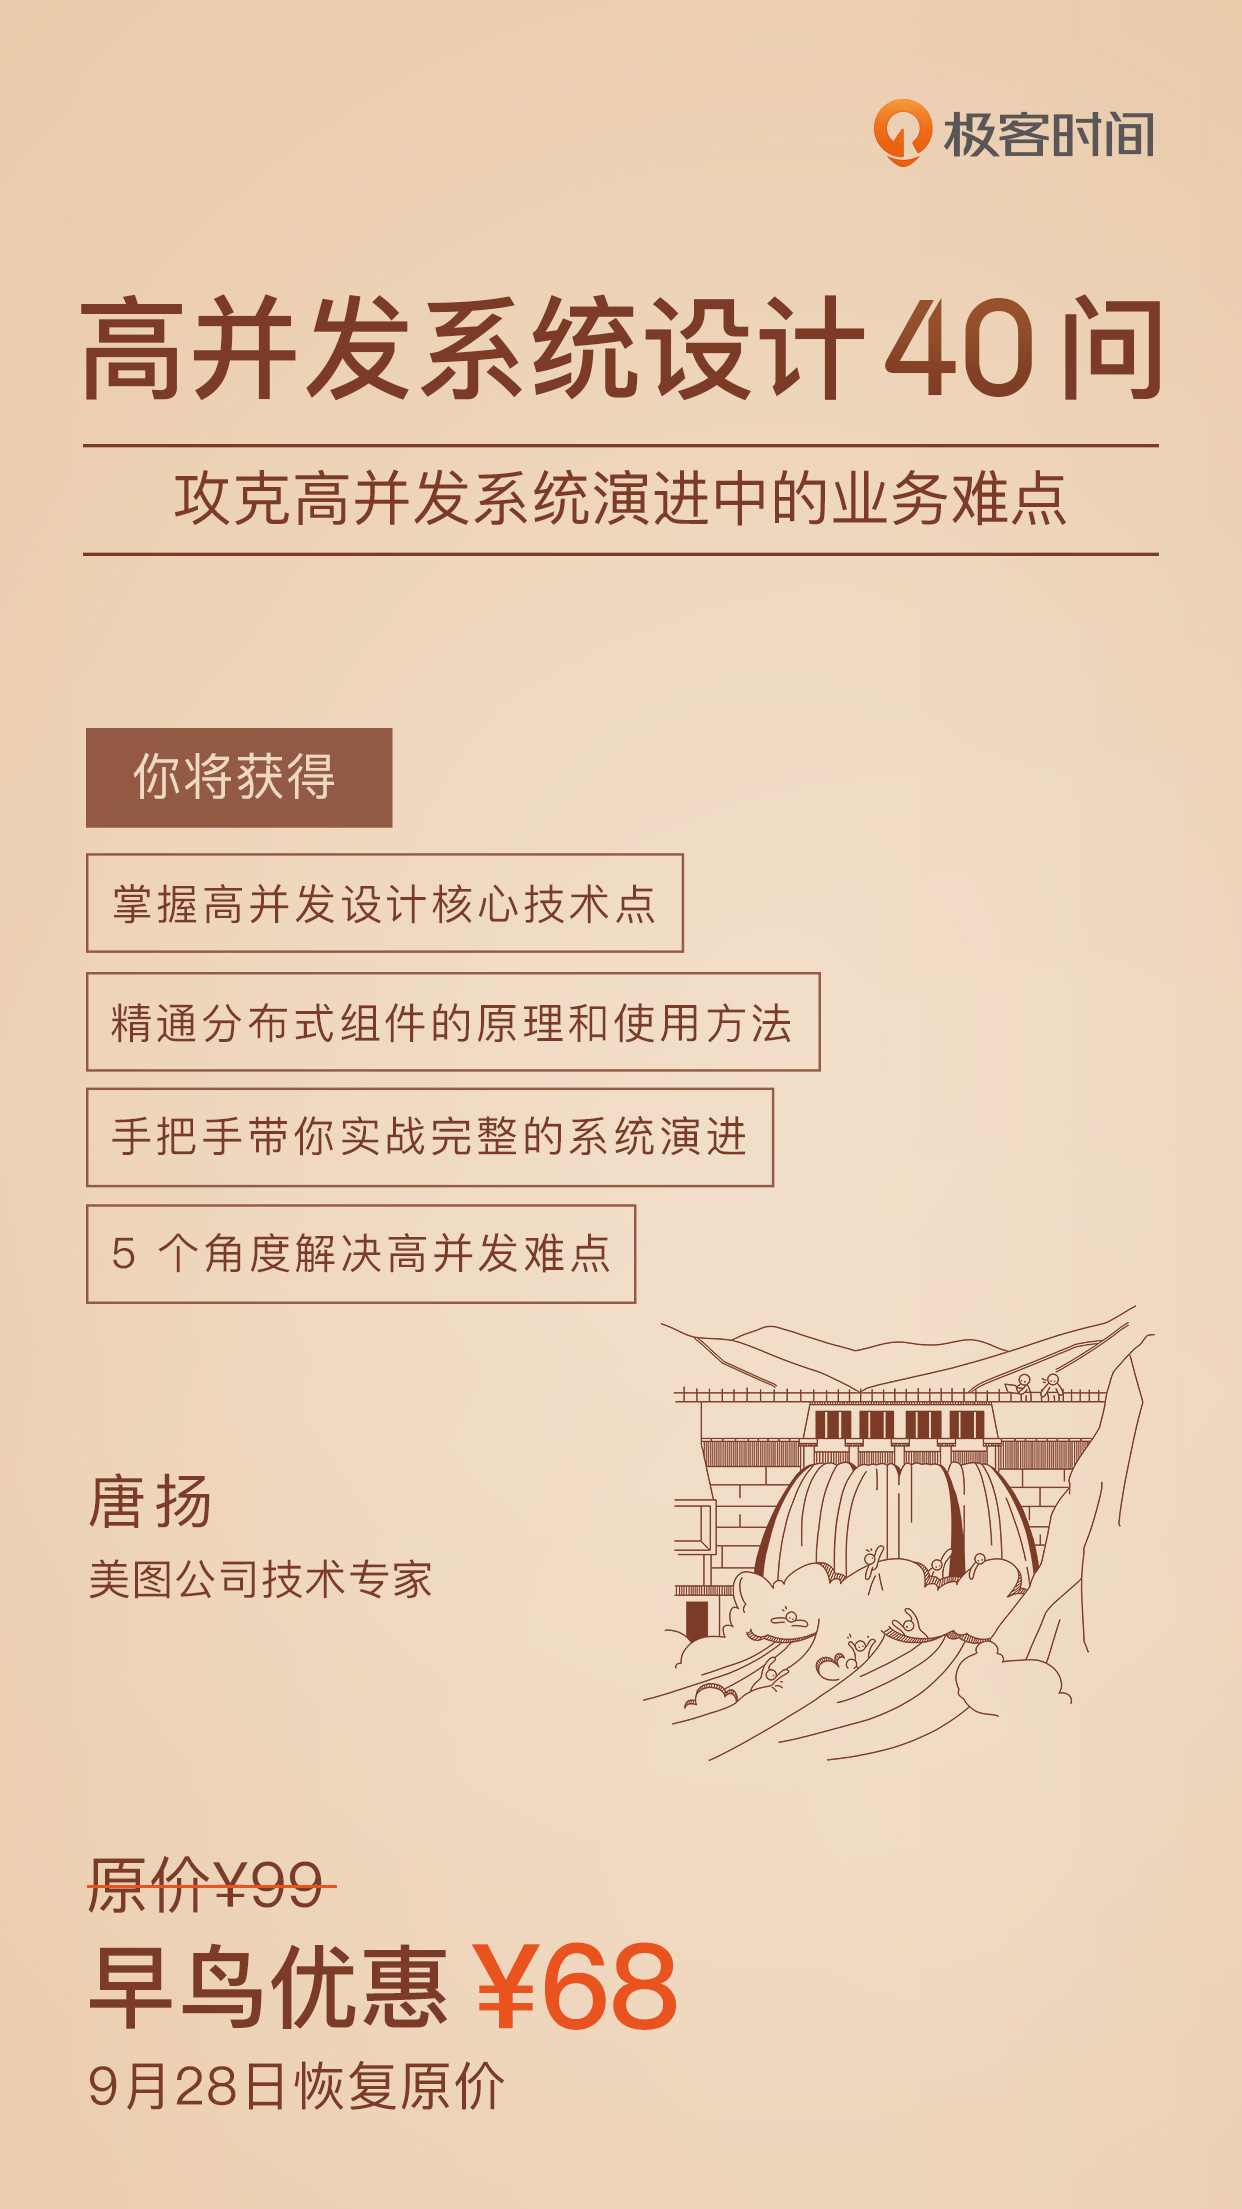 极客时间
高并发系统设计40问
攻克高并发系统演进中的业务难点
你将获得
掌握高并发设计核心技术点
精通分布式组件的原理和使用方法
手把手带你实战完整的系统演进
5 个角度解决高并发难点
唐扬
美图公司技术专家
原价¥99
早鸟优惠 ¥68
9月28日恢复原价